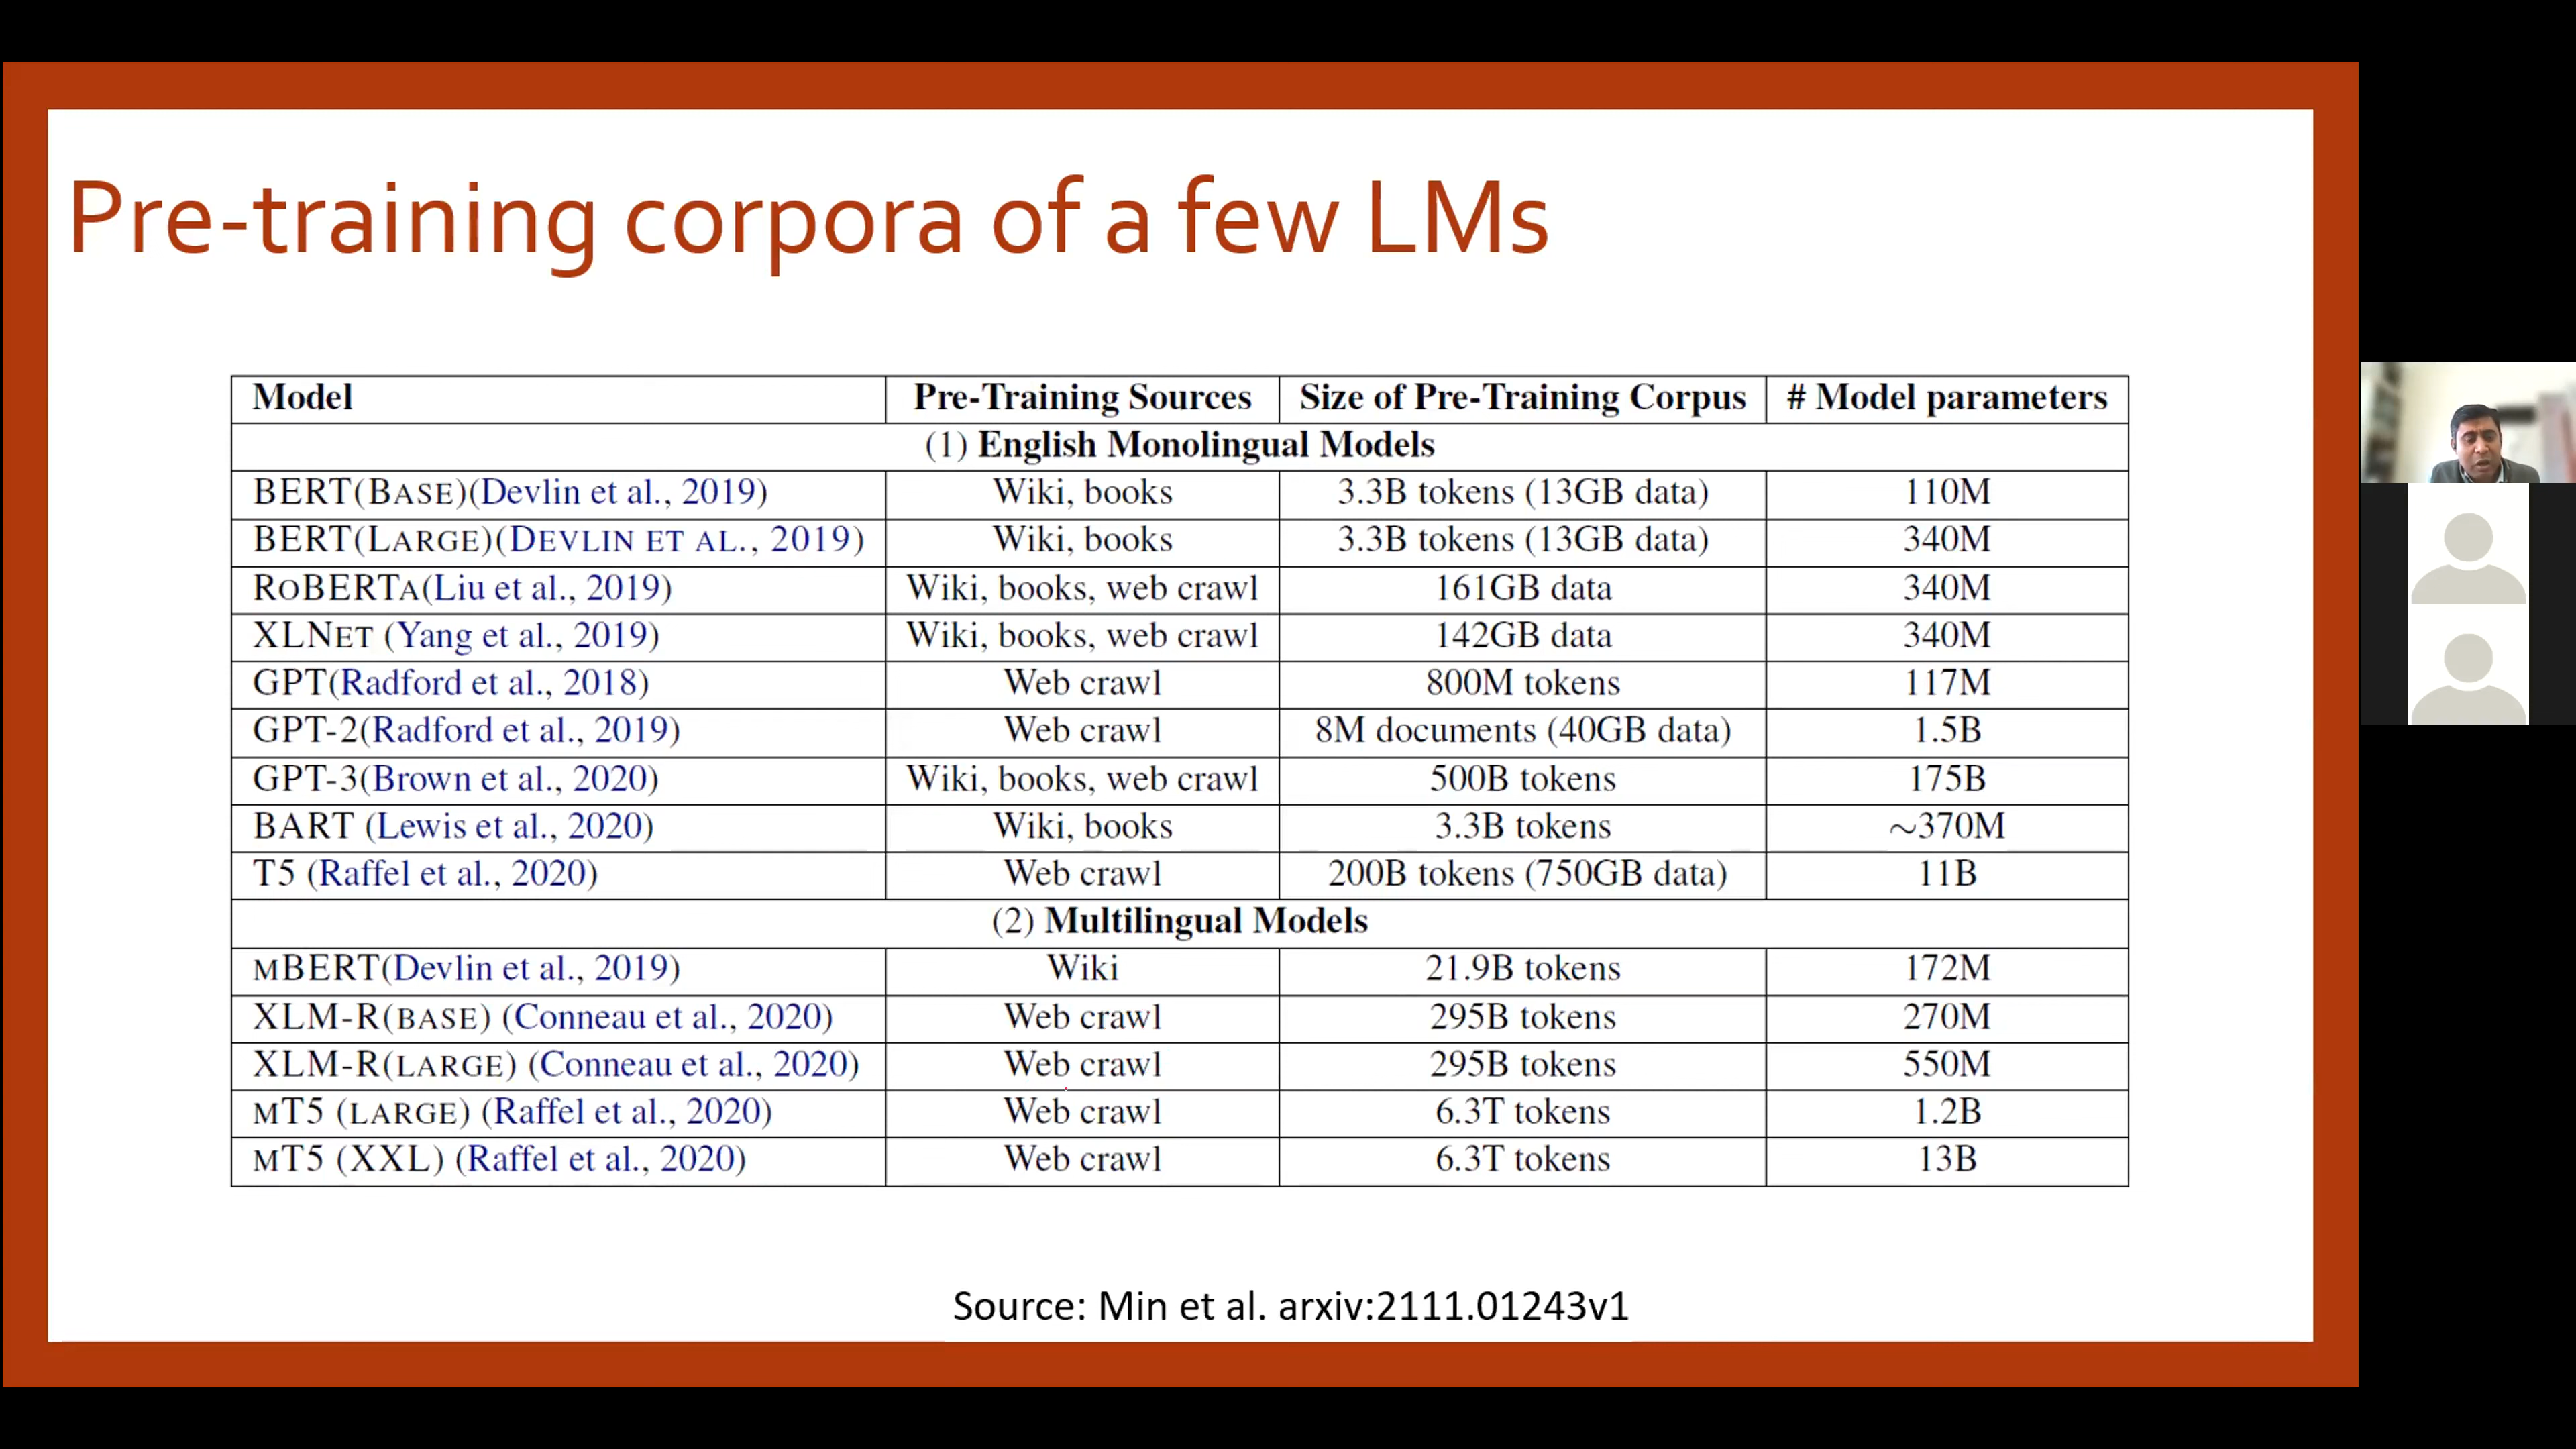 Pre-training corpora of a few LMs
Model Pre-Training Sources Size of Pre-Training Corpus # Model parameters
(1) English Monolingual Models
BERT(BASE)(Devlin et al., 2019) Wiki, books 3.3B tokens (13GB data) 110M
BERT(LARGE)(DEVLIN ET AL., 2019) Wiki, books 3.3B tokens (13GB data) 340M
ROBERTA(Liu et al., 2019) Wiki, books, web crawl 161GB data 340M
XLNET (Yang et al., 2019) Wiki, books, web crawl 142GB data 340M
GPT(Radford et al., 2018) Web crawl 800M tokens 117M
GPT-2(Radford et al., 2019) Web crawl 8M documents (40GB data) 1.5B
GPT-3(Brown et al., 2020) Wiki, books, web crawl 500B tokens 175B
BART (Lewis et al., 2020) Wiki, books 3.3B tokens ~370M
T5 (Raffel et al., 2020) Web crawl 200B tokens (750GB data) 11B
(2) Multilingual Models
MBERT(Devlin et al., 2019) Wiki 21.9B tokens 172M
XLM-R(BASE) (Conneau et al., 2020) Web crawl 295B tokens 270M
XLM-R(LARGE) (Conneau et al., 2020) Web crawl 295B tokens 550M
MT5 (LARGE) (Raffel et al., 2020) Web crawl 6.3T tokens 1.2B
MT5 (XXL) (Raffel et al., 2020) Web crawl 6.3T tokens 13B
Source: Min et al. arxiv:2111.01243v1